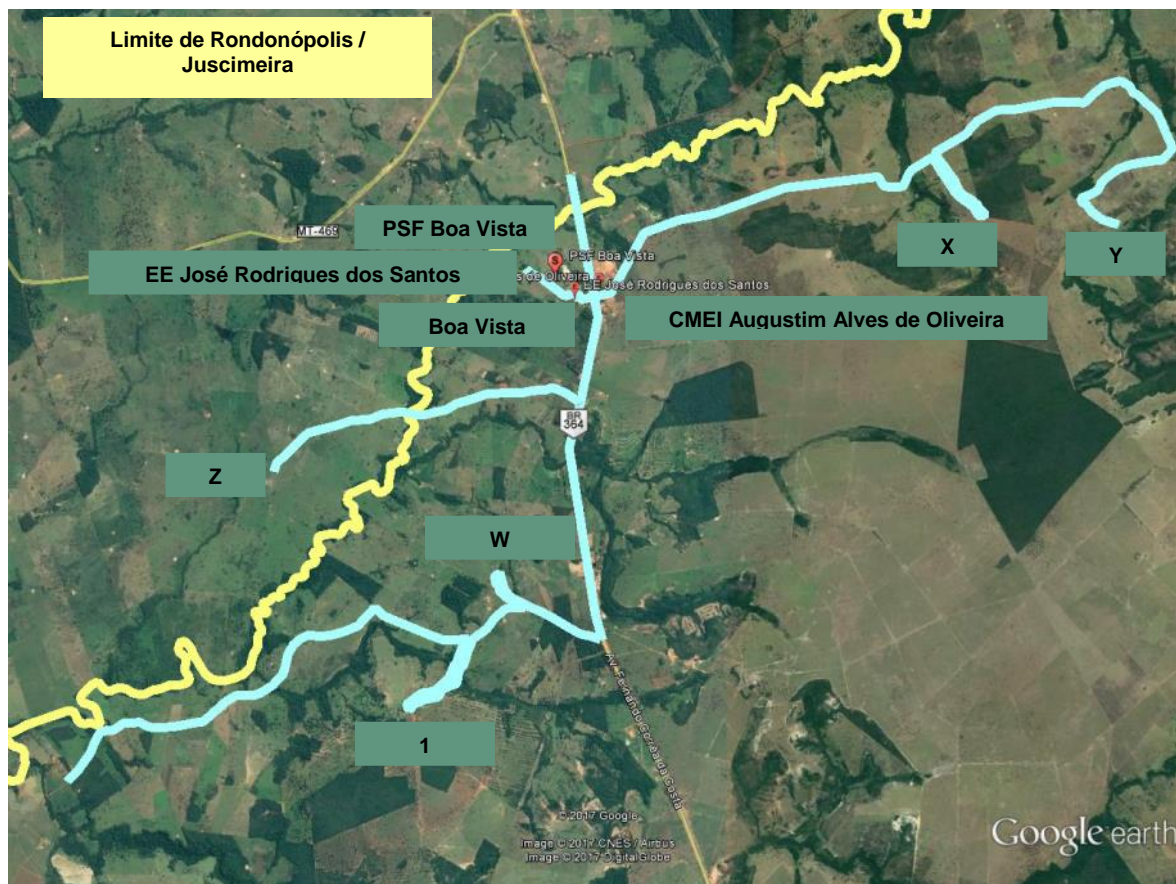 Limite de Rondonópolis /
Juscimeira
PSF Boa Vista
MT-469
PSF Boa Vista
EE José Rodrigues dos Santos
s de Oliveira
EE José Rodrigues dos Santos
Boa Vista
CMEI Augustim Alves de Oliveira
X
Y
BR
364
Z
W
Av. Fernando Corrêa da Costa
1
© 2017 Google
Image © 2017 CNES / Airbus
Image © 2017 DigitalGlobe
Google earth